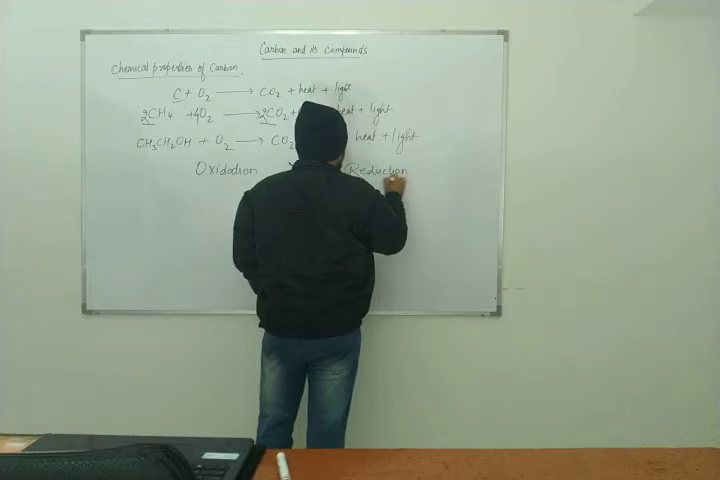 Carbon and its compounds
Chemical properties of Carbon
C + O2 → CO2 + heat + light
2CH4 + 4O2 → 2CO2 + heat + light
CH3CH2OH + O2 → CO2 heat + light
Oxidation Reduction